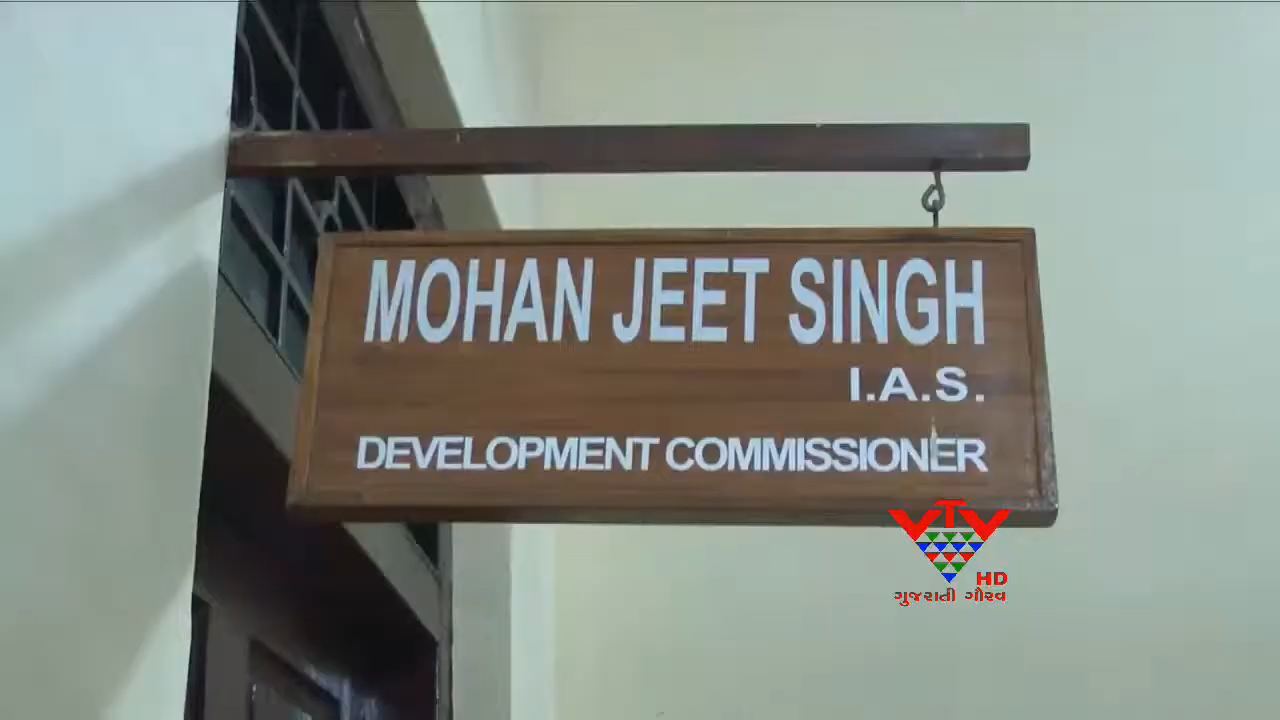 MOHAN JEET SINGH
I.A.S.
DEVELOPMENT COMMISSIONER
VTV
HD
ગુજરાતી ગૌરવ